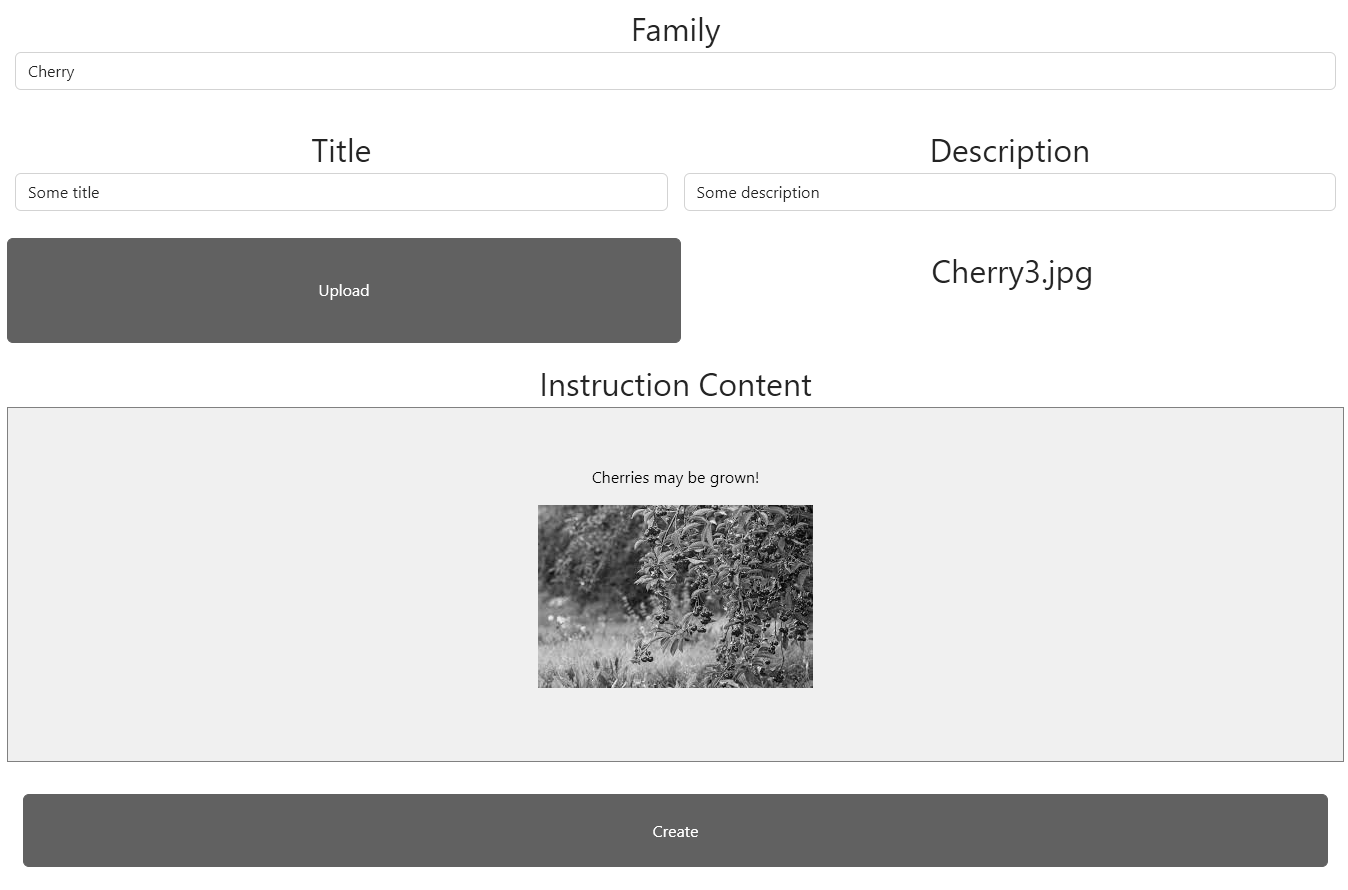 Family
Cherry
Title
Description
Some title
Some description
Upload
Cherry3.jpg
Instruction Content
Cherries may be grown!
Create